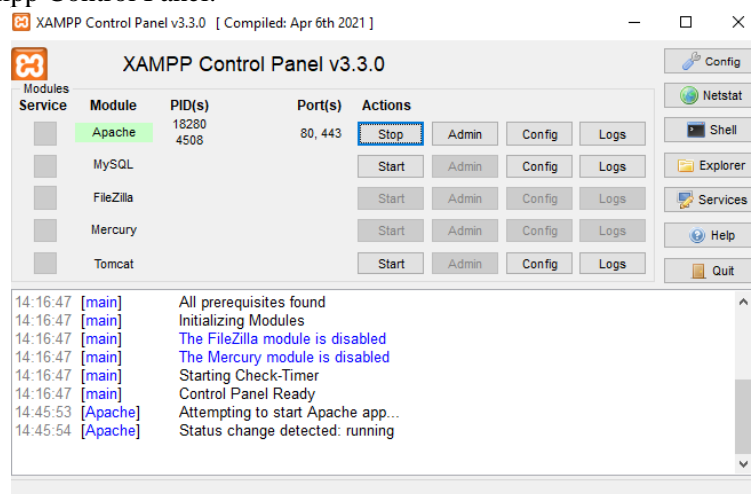 XAMPP Control Panel v3.3.0 [ Compiled: Apr 6th 2021 ]
XAMPP Control Panel v3.3.0
Config
Modules
Service Module PID(s) Port(s) Actions
Netstat
Apache 18280 4508 80, 443 Stop Admin Config Logs
Shell
MySQL Start Admin Config Logs
Explorer
FileZilla Start Admin Config Logs
Services
Mercury Start Admin Config Logs
Help
Tomcat Start Admin Config Logs
Quit
14:16:47 [main] All prerequisites found
14:16:47 [main] Initializing Modules
14:16:47 [main] The FileZilla module is disabled
14:16:47 [main] The Mercury module is disabled
14:16:47 [main] Starting Check-Timer
14:16:47 [main] Control Panel Ready
14:45:53 [Apache] Attempting to start Apache app...
14:45:54 [Apache] Status change detected: running